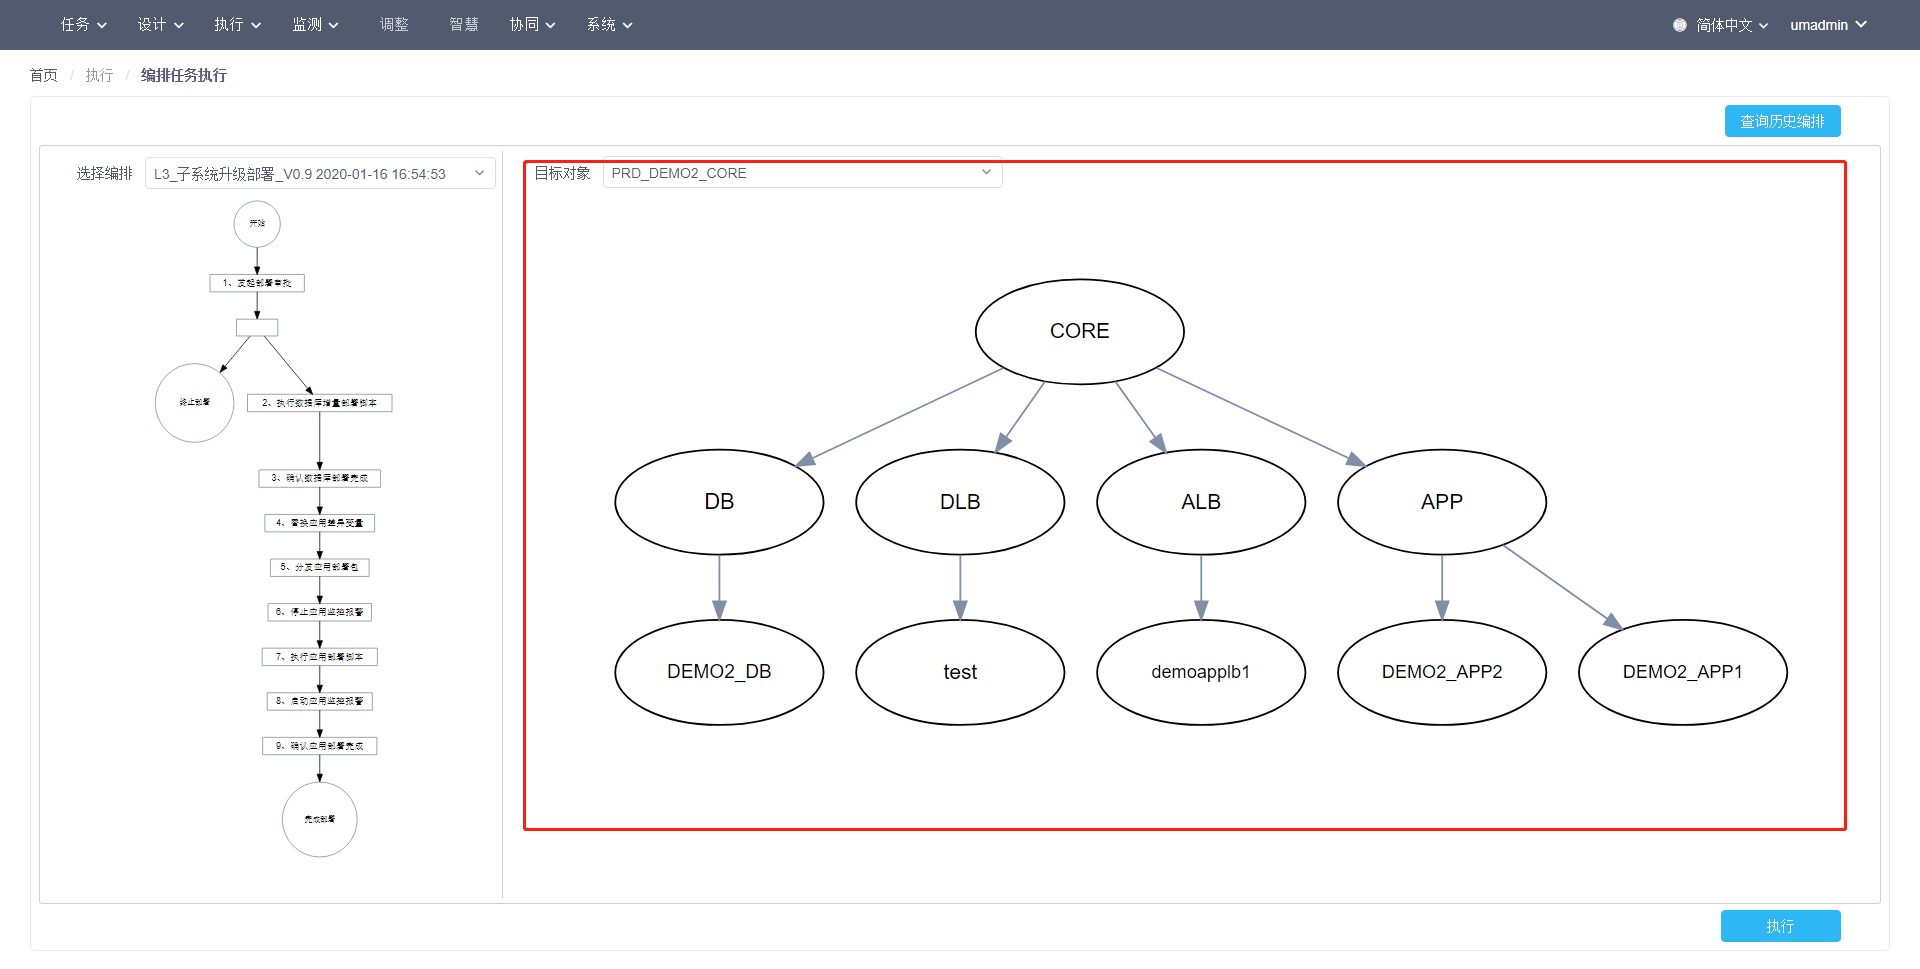 任务 设计 执行 监测 调整 智慧 协同 系统 简体中文 umadmin
首页 / 执行 / 编排任务执行
查询历史编排
选择编排 L3_子系统升级部署_V0.9 2020-01-16 16:54:53
开始
1、发起部署审批
终止部署
2、执行数据库增量部署脚本
3、确认数据库部署完成
4、替换应用差异变量
5、分发应用部署包
6、停止应用监控报警
7、执行应用部署脚本
8、启动应用监控报警
9、确认应用部署完成
完成部署
目标对象 PRD_DEMO2_CORE
CORE
DB DLB ALB APP
DEMO2_DB test demoapplb1 DEMO2_APP2 DEMO2_APP1
执行